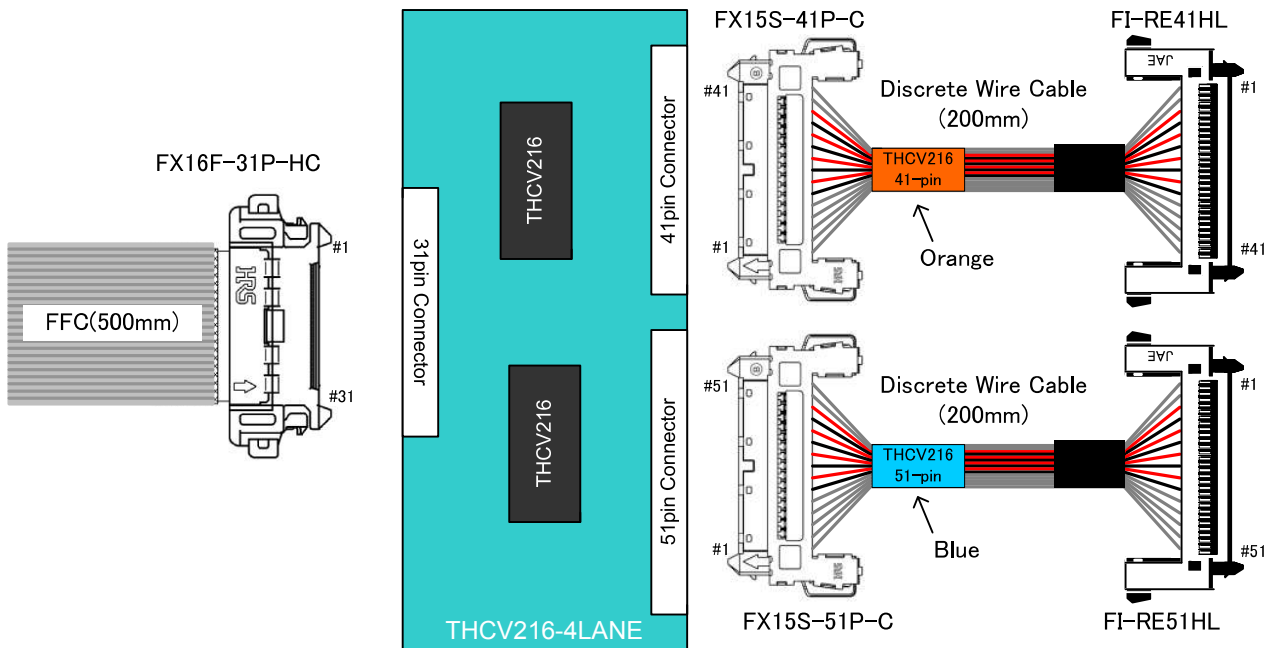 FX16F-31P-HC
#1
HRS
FFC(500mm)
#31
31pin Connector
THCV216
THCV216
41pin Connector
51pin Connector
THCV216-4LANE
FX15S-41P-C
#41
#1
HRS
Discrete Wire Cable
(200mm)
THCV216
41-pin
Orange
FI-RE41HL
JAE
#1
#41
#51
#1
HRS
FX15S-51P-C
Discrete Wire Cable
(200mm)
THCV216
51-pin
Blue
JAE
#1
#51
FI-RE51HL